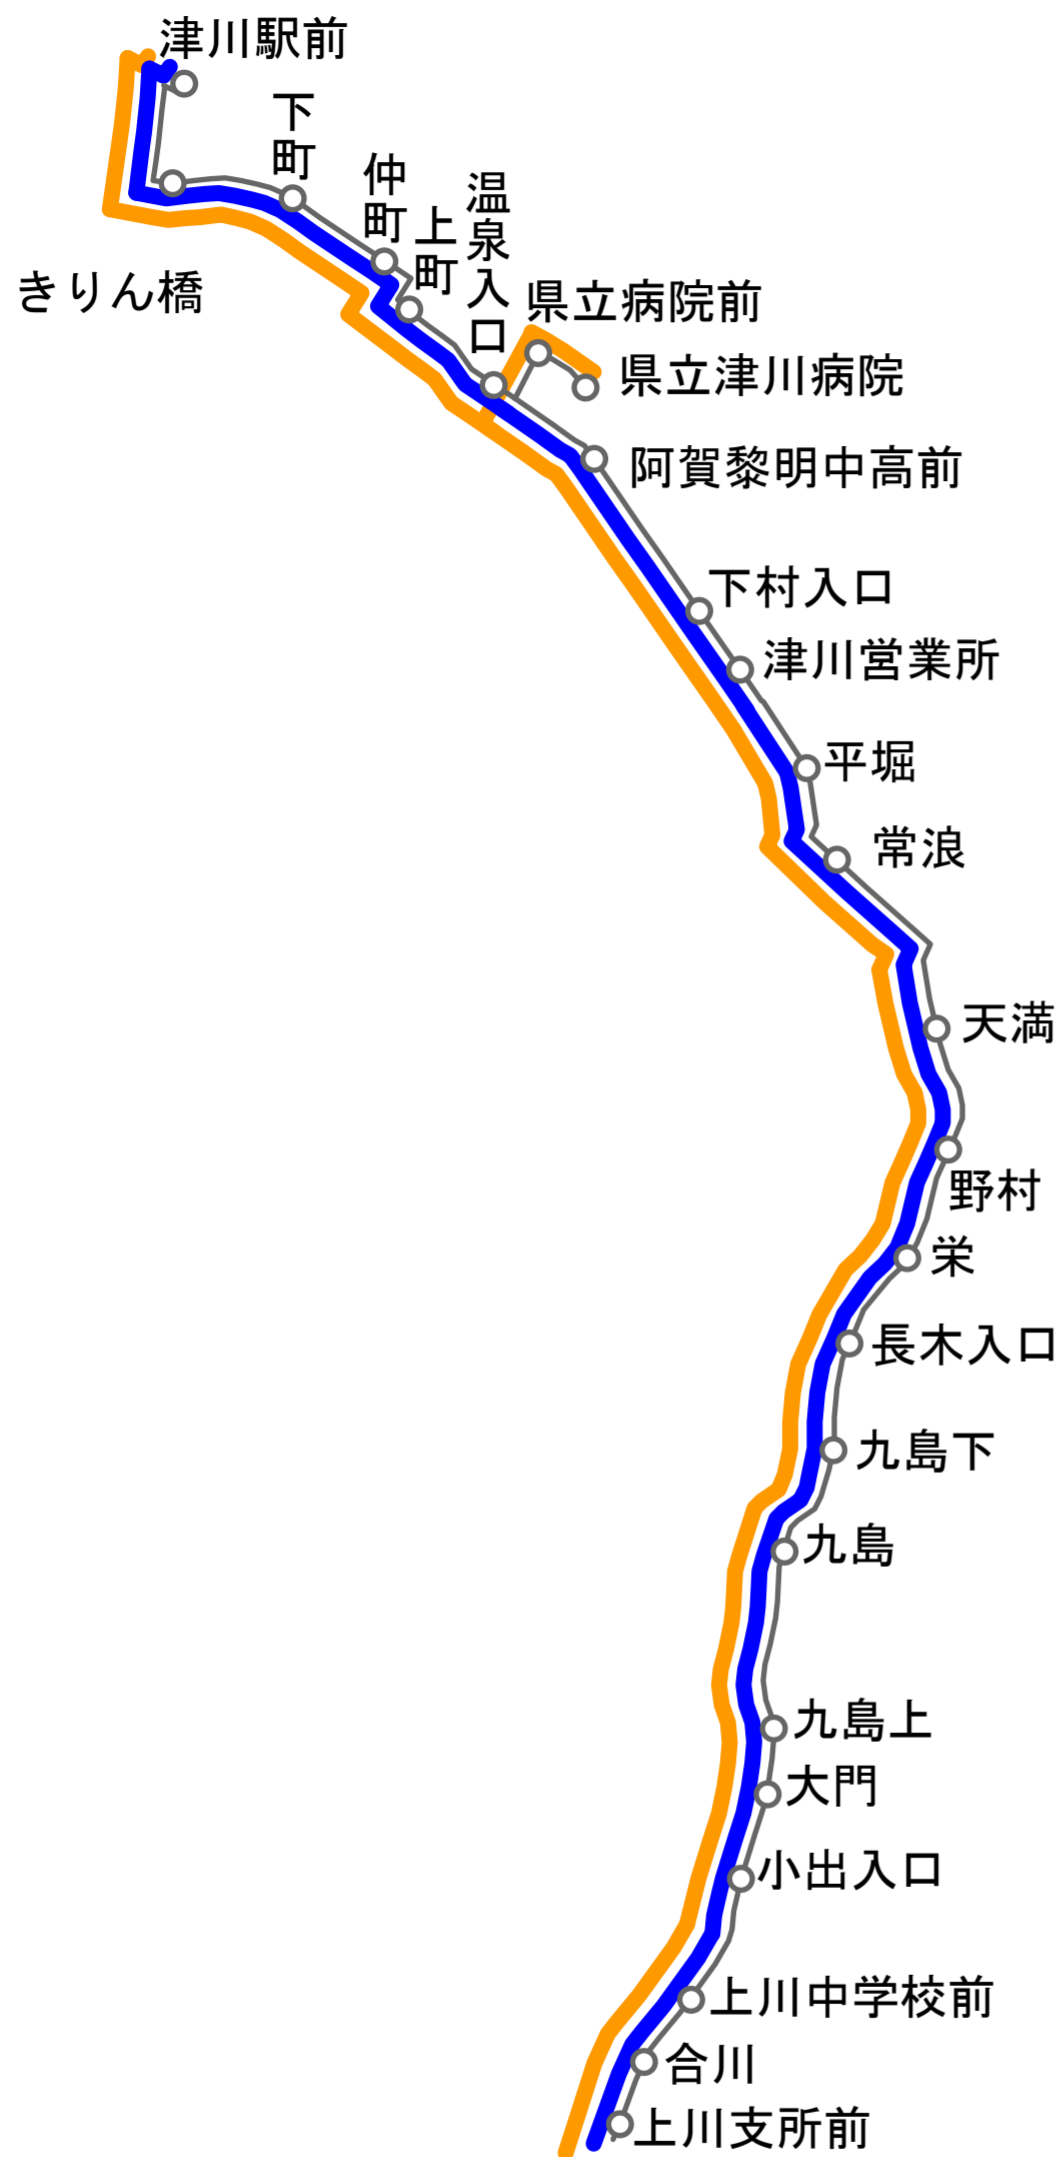 津川駅前
下町
仲町
上町
温泉入口
きりん橋
県立病院前
県立津川病院
阿賀黎明中高前
下村入口
津川営業所
平堀
常浪
天満
野村
栄
長木入口
九島下
九島
九島上
大門
小出入口
上川中学校前
合川
上川支所前